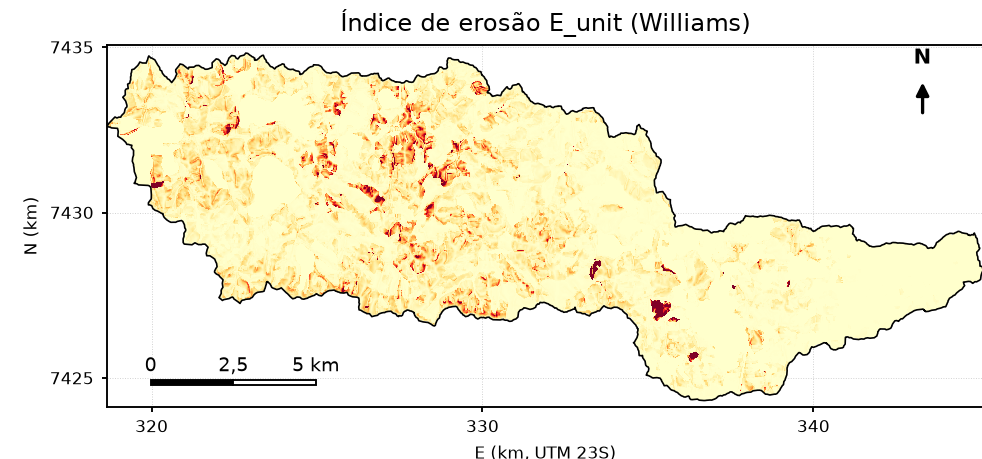 Índice de erosão E_unit (Williams)
7435
N
N (km)
7430
0 2,5 5 km
7425
320 330 340
E (km, UTM 23S)